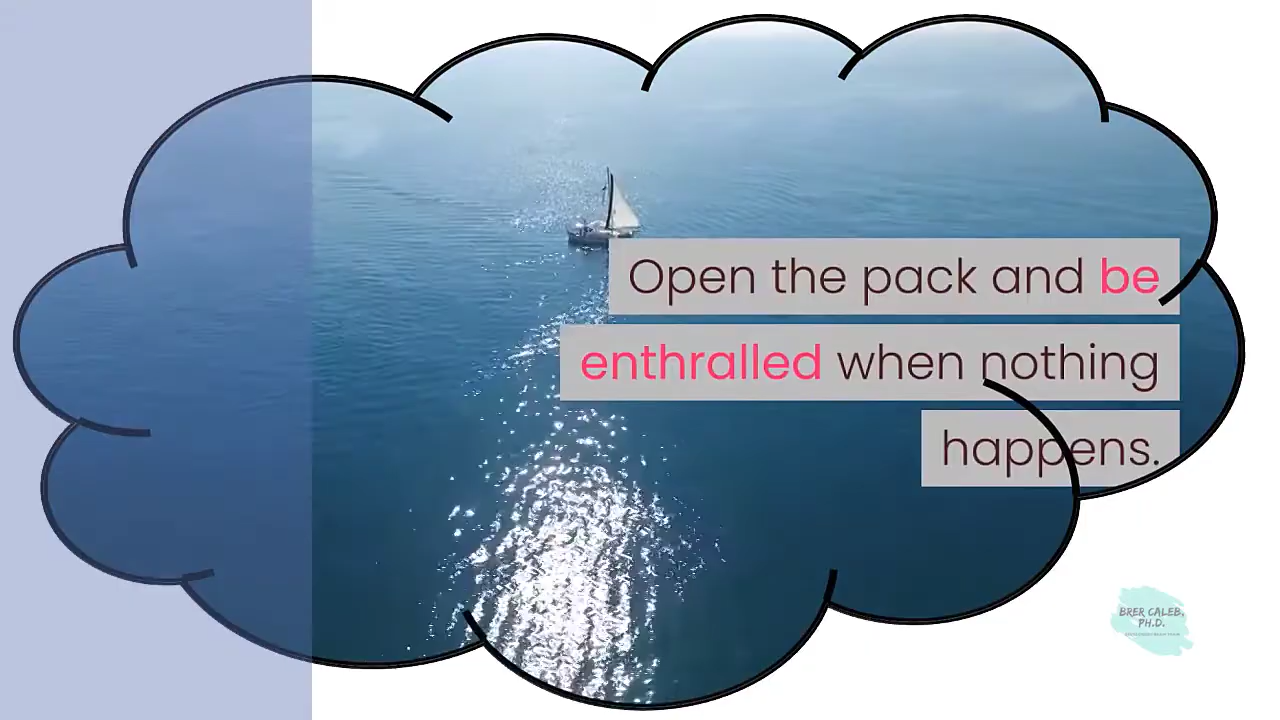 Open the pack and be
enthralled when nothing
happens.
BRER CALEB,
PH.D.